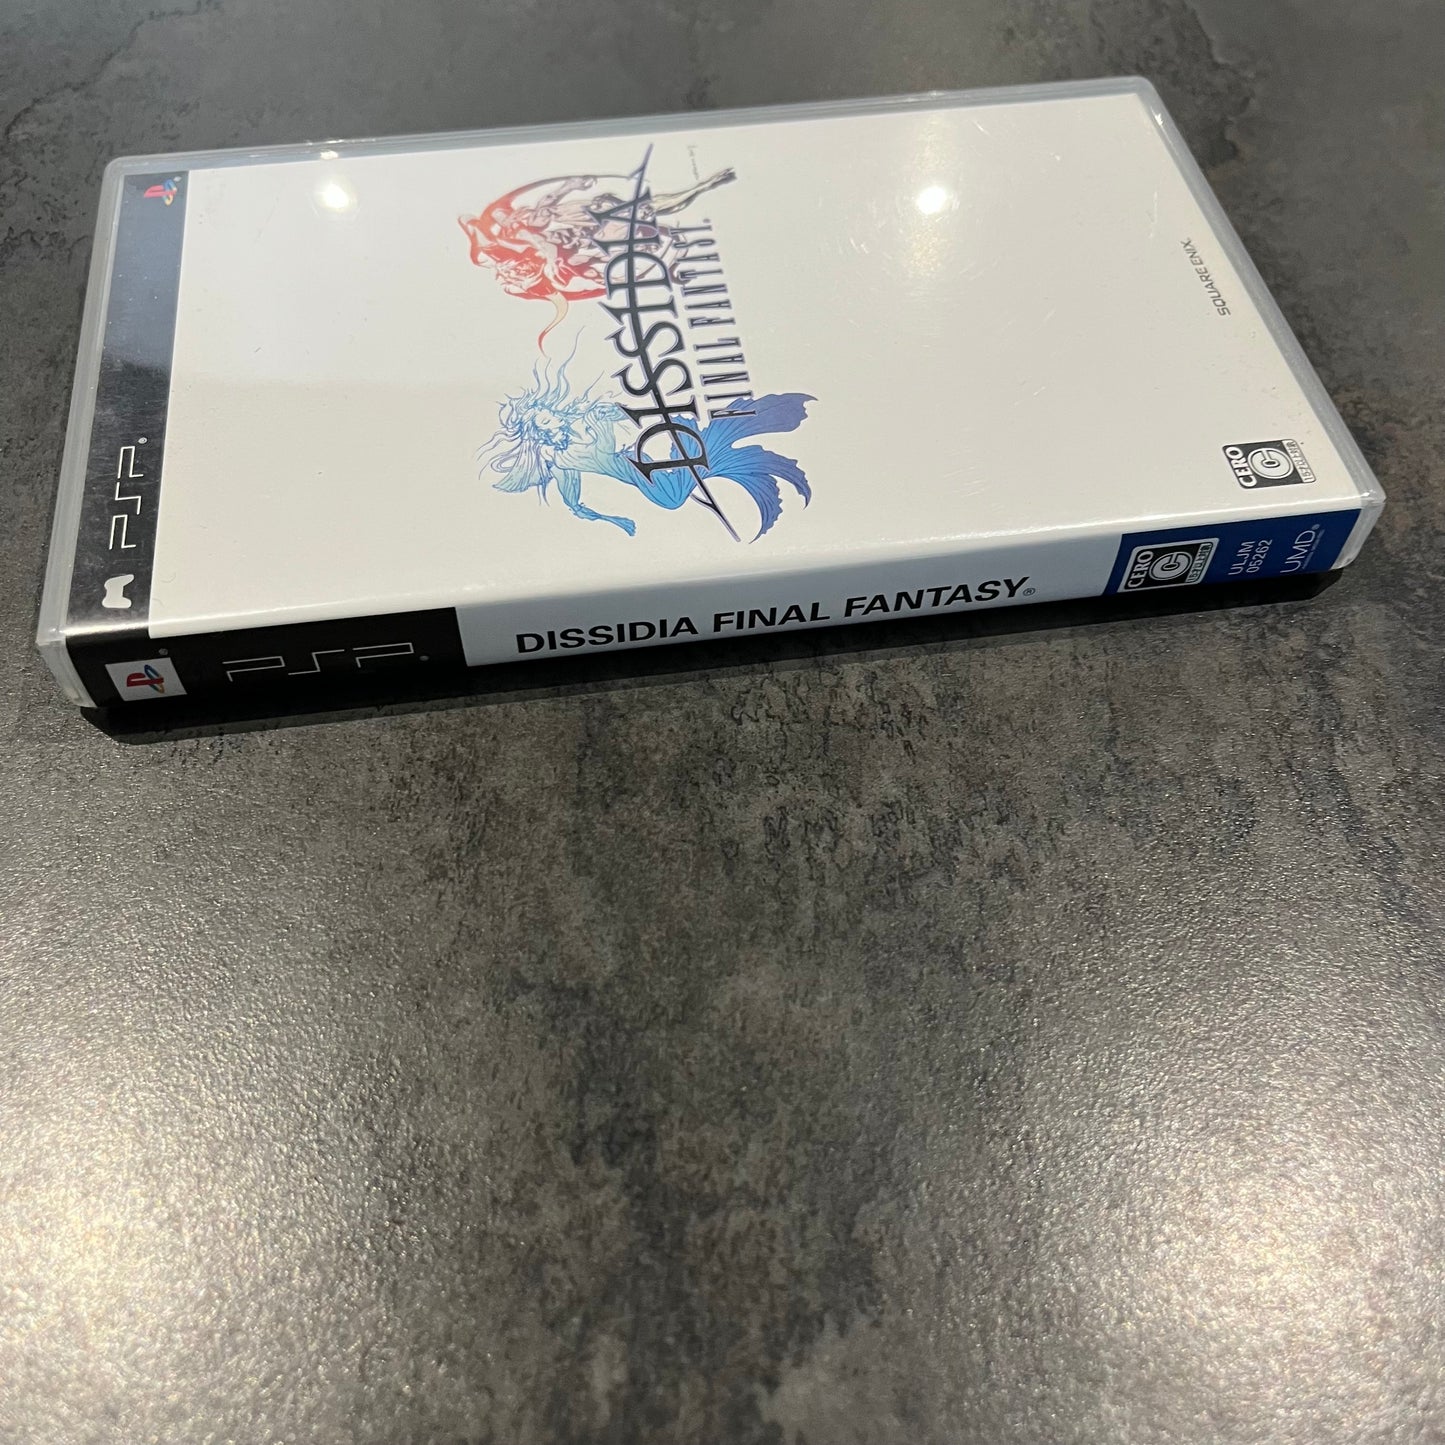 PSP®
DISSIDIA
FINAL FANTASY®
SQUARE ENIX®
CERO
C
PSP®
DISSIDIA FINAL FANTASY®
CERO
C
ULJM
05262
UMD®